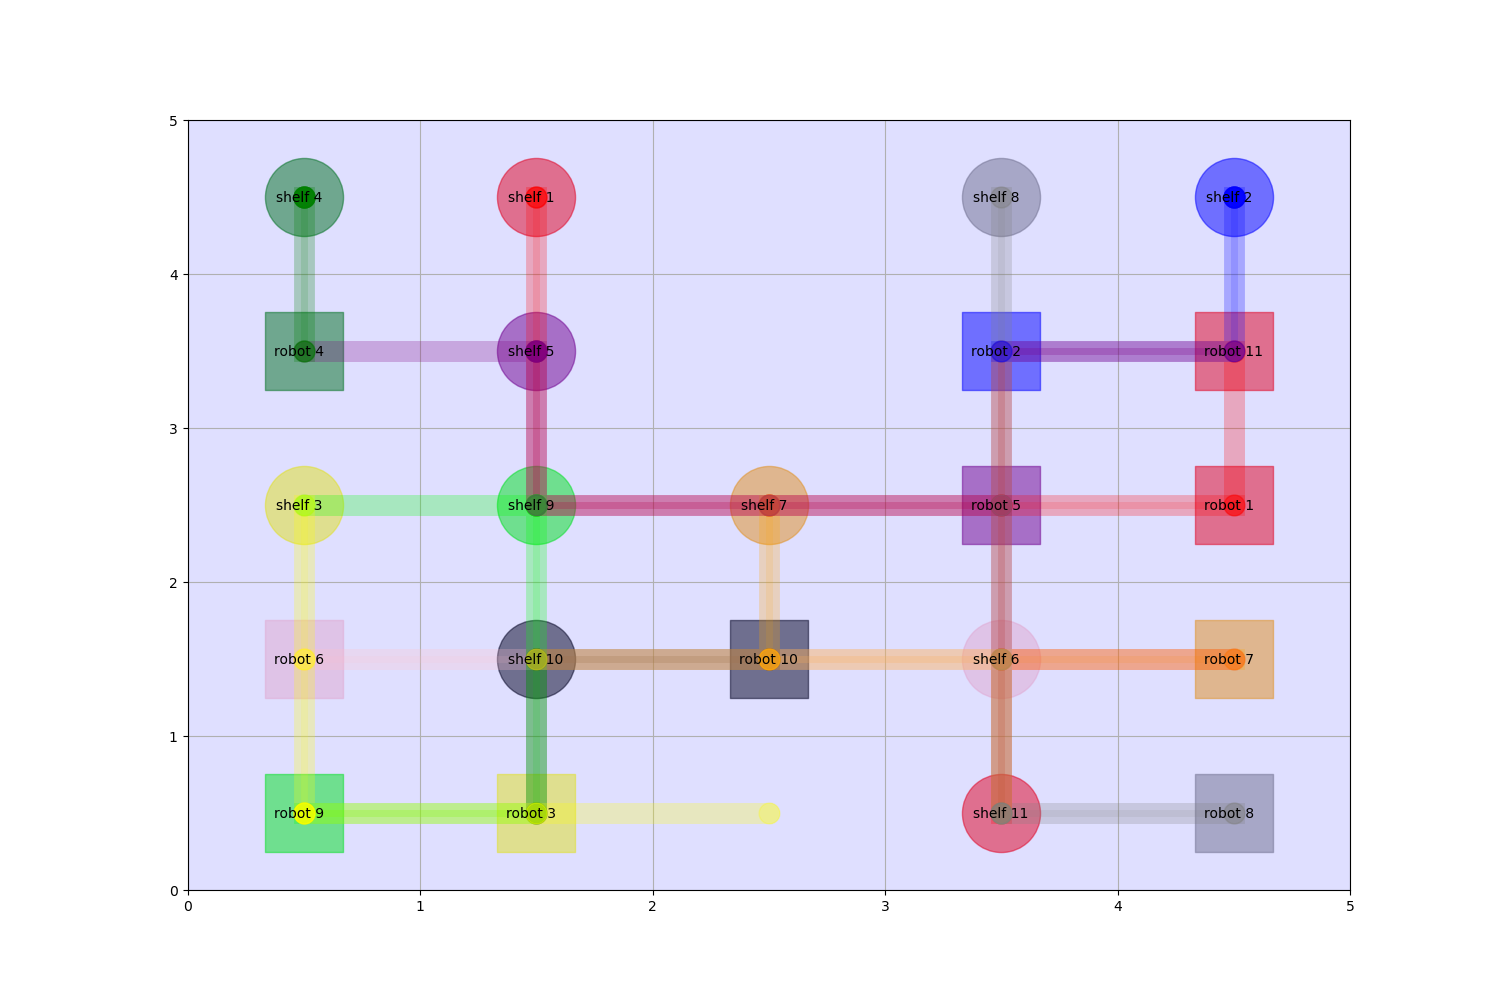 5
shelf 4
shelf 1
shelf 8
shelf 2
4
robot 4
shelf 5
robot 2
robot 11
3
shelf 3
shelf 9
shelf 7
robot 5
robot 1
2
robot 6
shelf 10
robot 10
shelf 6
robot 7
1
robot 9
robot 3
shelf 11
robot 8
0
0 1 2 3 4 5